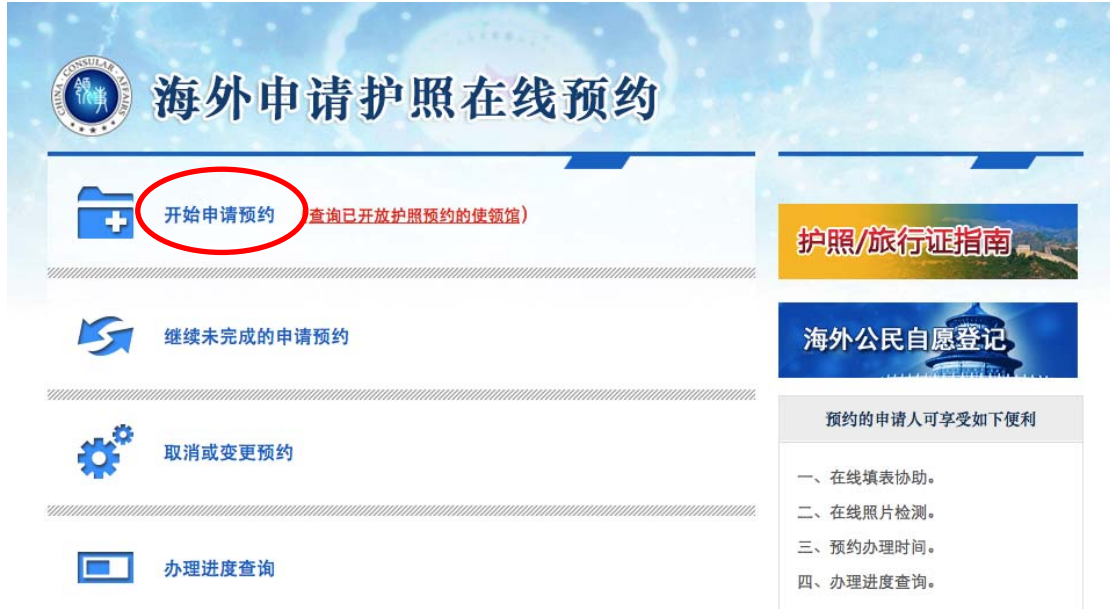 CHINA CONSULAR AFFAIRS
領事
海外申请护照在线预约
开始申请预约 (查询已开放护照预约的使领馆)
继续未完成的申请预约
取消或变更预约
办理进度查询
护照/旅行证指南
海外公民自愿登记
预约的申请人可享受如下便利
一、在线填表协助。
二、在线照片检测。
三、预约办理时间。
四、办理进度查询。